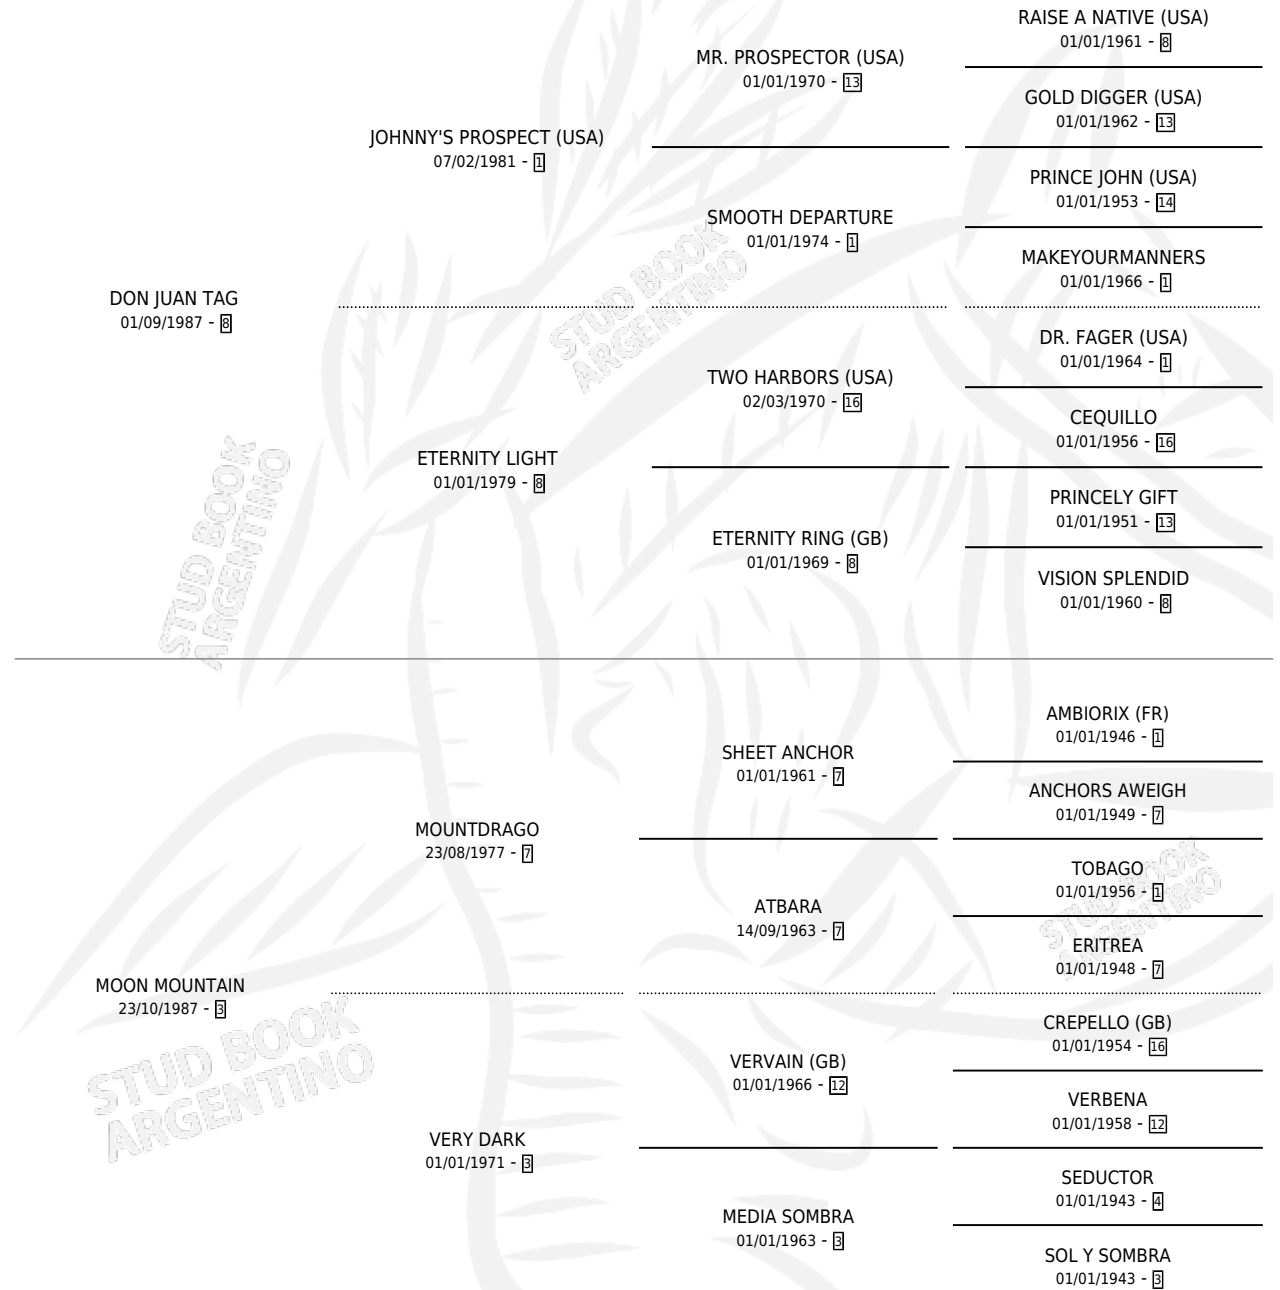 RAISE A NATIVE (USA)
01/01/1961 - 8
MR. PROSPECTOR (USA)
01/01/1970 - 13
GOLD DIGGER (USA)
01/01/1962 - 13
JOHNNY'S PROSPECT (USA)
07/02/1981 - 1
PRINCE JOHN (USA)
01/01/1953 - 14
SMOOTH DEPARTURE
01/01/1974 - 1
MAKEYOURMANNERS
01/01/1966 - 1
DON JUAN TAG
01/09/1987 - 8
DR. FAGER (USA)
01/01/1964 - 1
TWO HARBORS (USA)
02/03/1970 - 16
CEQUILLO
01/01/1956 - 16
ETERNITY LIGHT
01/01/1979 - 8
PRINCELY GIFT
01/01/1951 - 13
ETERNITY RING (GB)
01/01/1969 - 8
VISION SPLENDID
01/01/1960 - 8
AMBIORIX (FR)
01/01/1946 - 1
SHEET ANCHOR
01/01/1961 - 7
ANCHORS AWEIGH
01/01/1949 - 7
MOUNTDRAGO
23/08/1977 - 7
TOBAGO
01/01/1956 - 1
ATBARA
14/09/1963 - 7
ERITREA
01/01/1948 - 7
MOON MOUNTAIN
23/10/1987 - 3
CREPELLO (GB)
01/01/1954 - 16
VERVAIN (GB)
01/01/1966 - 12
VERBENA
01/01/1958 - 12
VERY DARK
01/01/1971 - 3
SEDUCTOR
01/01/1943 - 4
MEDIA SOMBRA
01/01/1963 - 3
SOL Y SOMBRA
01/01/1943 - 3
STUD BOOK
ARGENTINO
STUD BOOK
ARGENTINO
STUD BOOK
ARGENTINO
STUD BOOK
ARGENTINO